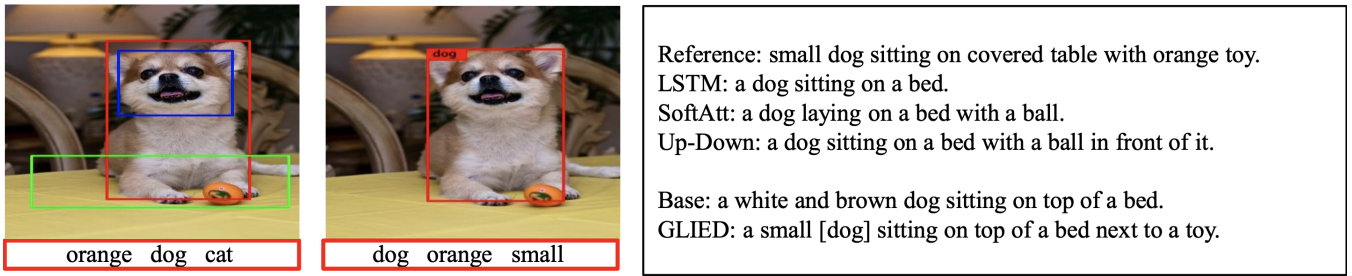 dog
orange dog cat
dog orange small
Reference: small dog sitting on covered table with orange toy.
LSTM: a dog sitting on a bed.
SoftAtt: a dog laying on a bed with a ball.
Up-Down: a dog sitting on a bed with a ball in front of it.
Base: a white and brown dog sitting on top of a bed.
GLIED: a small [dog] sitting on top of a bed next to a toy.